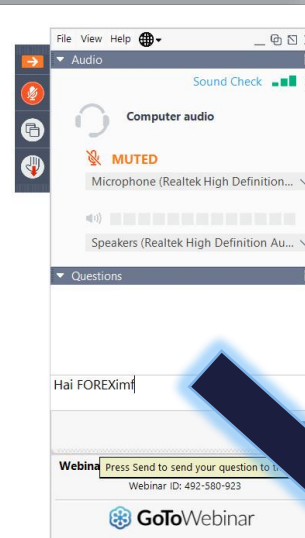 File View Help
Audio
Sound Check
Computer audio
MUTED
Microphone (Realtek High Definition...
Speakers (Realtek High Definition Au...
Questions
Hai FOREXimf
Webina
Press Send to send your question to
Webinar ID: 492-580-923
GoToWebinar